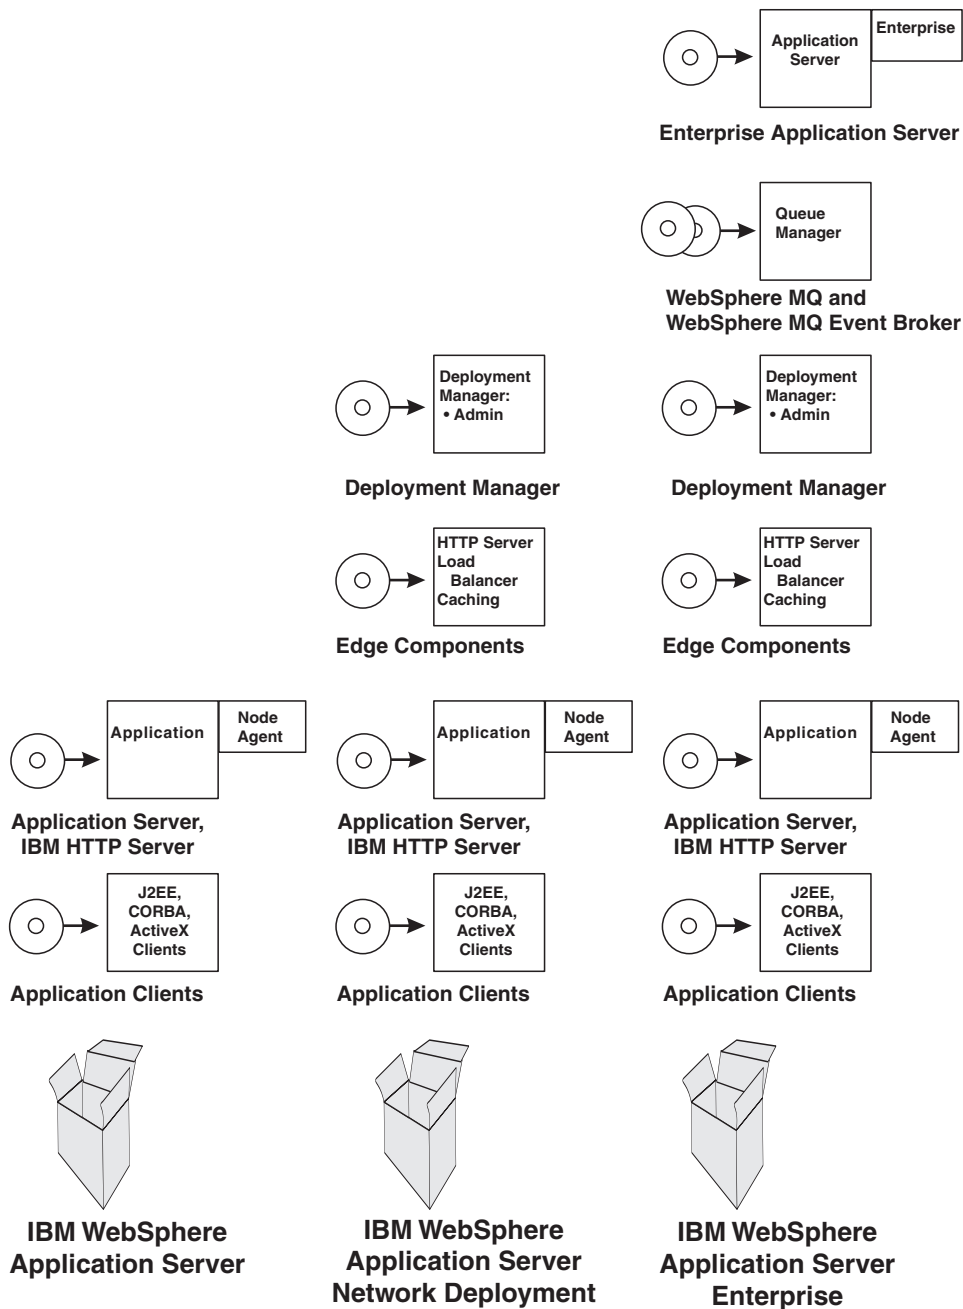 Application
Server
Enterprise
Enterprise Application Server
Queue
Manager
WebSphere MQ and
WebSphere MQ Event Broker
Deployment
Manager:
• Admin
Deployment Manager
Deployment
Manager:
• Admin
Deployment Manager
HTTP Server
Load
Balancer
Caching
Edge Components
HTTP Server
Load
Balancer
Caching
Edge Components
Application
Node
Agent
Application Server,
IBM HTTP Server
Application
Node
Agent
Application Server,
IBM HTTP Server
Application
Node
Agent
Application Server,
IBM HTTP Server
J2EE,
CORBA,
ActiveX
Clients
Application Clients
J2EE,
CORBA,
ActiveX
Clients
Application Clients
J2EE,
CORBA,
ActiveX
Clients
Application Clients
IBM WebSphere
Application Server
IBM WebSphere
Application Server
Network Deployment
IBM WebSphere
Application Server
Enterprise